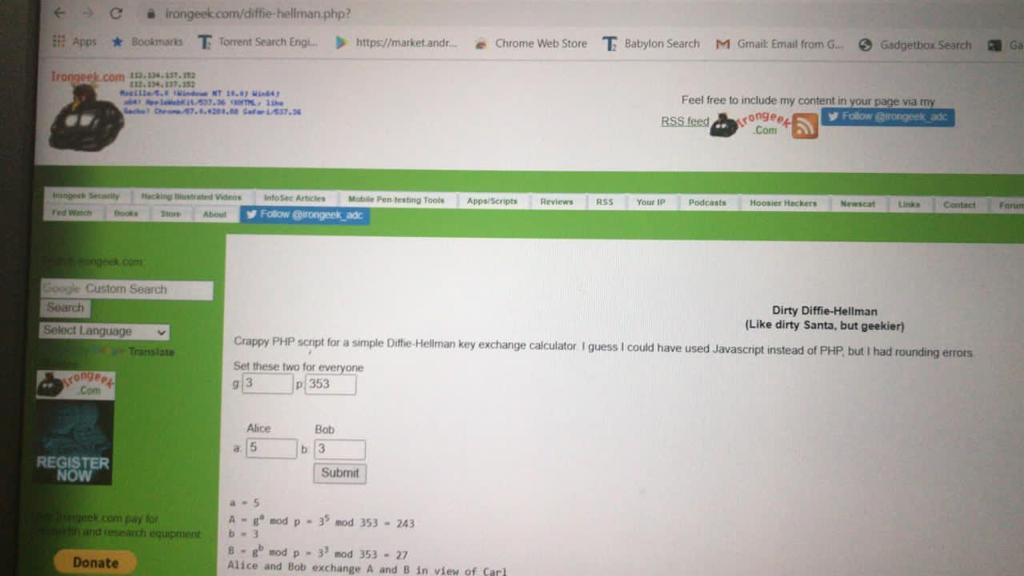 irongeek.com/diffie-hellman.php?
Apps Bookmarks Torrent Search Engi... https://market.andr... Chrome Web Store Babylon Search Gmail: Email from G... Gadgetbox Search Ga
Irongeek.com
Feel free to include my content in your page via my
RSS feed Irongeek .Com Follow @irongeek_adc
Irongeek Security Hacking Illustrated Videos InfoSec Articles Mobile Pen-testing Tools Apps/Scripts Reviews RSS Your IP Podcasts Hoosier Hackers Newscat Links Contact Forum
Fed Watch Books Store About Follow @irongeek_adc
irongeek.com:
Google Custom Search
Search
Select Language
Translate
Irongeek .Com
REGISTER
NOW
Irongeek.com pay for
and research equipment
Donate
Dirty Diffie-Hellman
(Like dirty Santa, but geekier)
Crappy PHP script for a simple Diffie-Hellman key exchange calculator. I guess I could have used Javascript instead of PHP, but I had rounding errors.
Set these two for everyone
g: 3 p: 353
Alice Bob
a: 5 b: 3
Submit
a = 5
A = g^a mod p = 3^5 mod 353 = 243
b = 3
B = g^b mod p = 3^3 mod 353 = 27
Alice and Bob exchange A and B in view of Carl